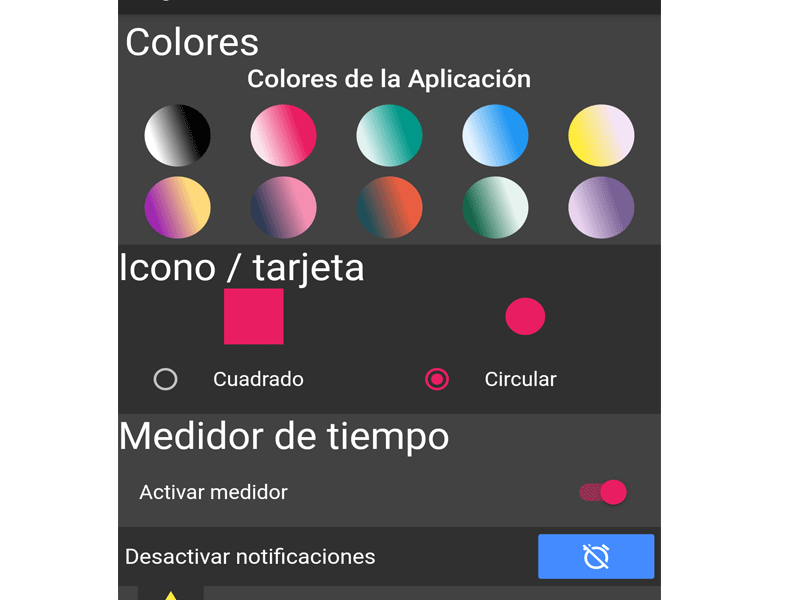 Colores
Colores de la Aplicación
Icono / tarjeta
Cuadrado
Circular
Medidor de tiempo
Activar medidor
Desactivar notificaciones